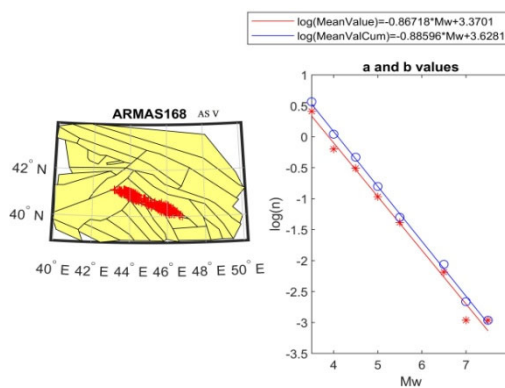 log(MeanValue)=-0.86718*Mw+3.3701
log(MeanValCum)=-0.88596*Mw+3.6281
a and b values
ARMAS168 AS V
42° N
40° N
40° E 42° E 44° E 46° E 48° E 50° E
log(n)
1
0.5
0
-0.5
-1
-1.5
-2
-2.5
-3
-3.5
4 5 6 7
Mw